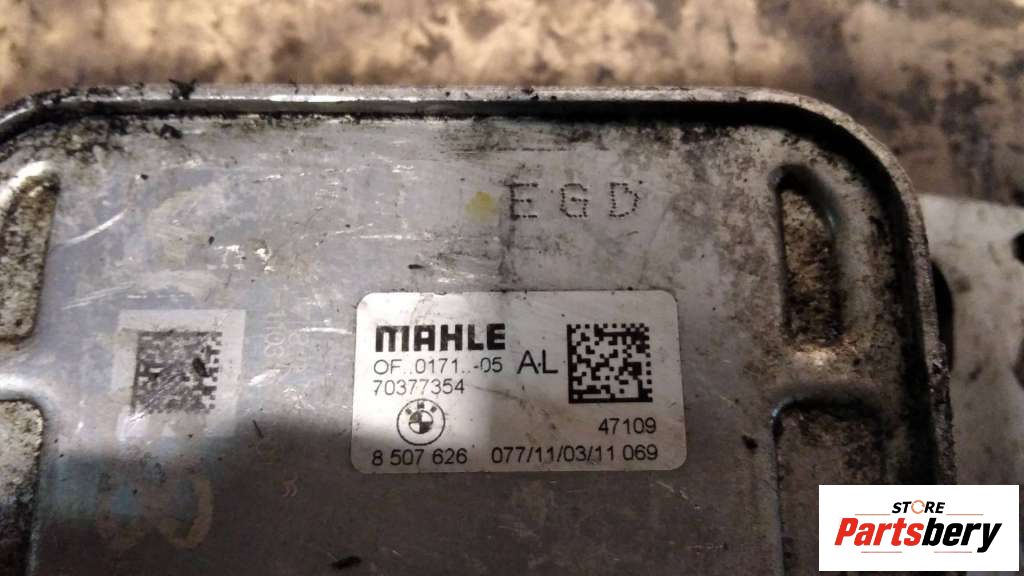 EGD
MAHLE
OF..0171..-05 A-L
70377354
47109
8 507 626 077/11/03/11 069
STORE
Partsbery